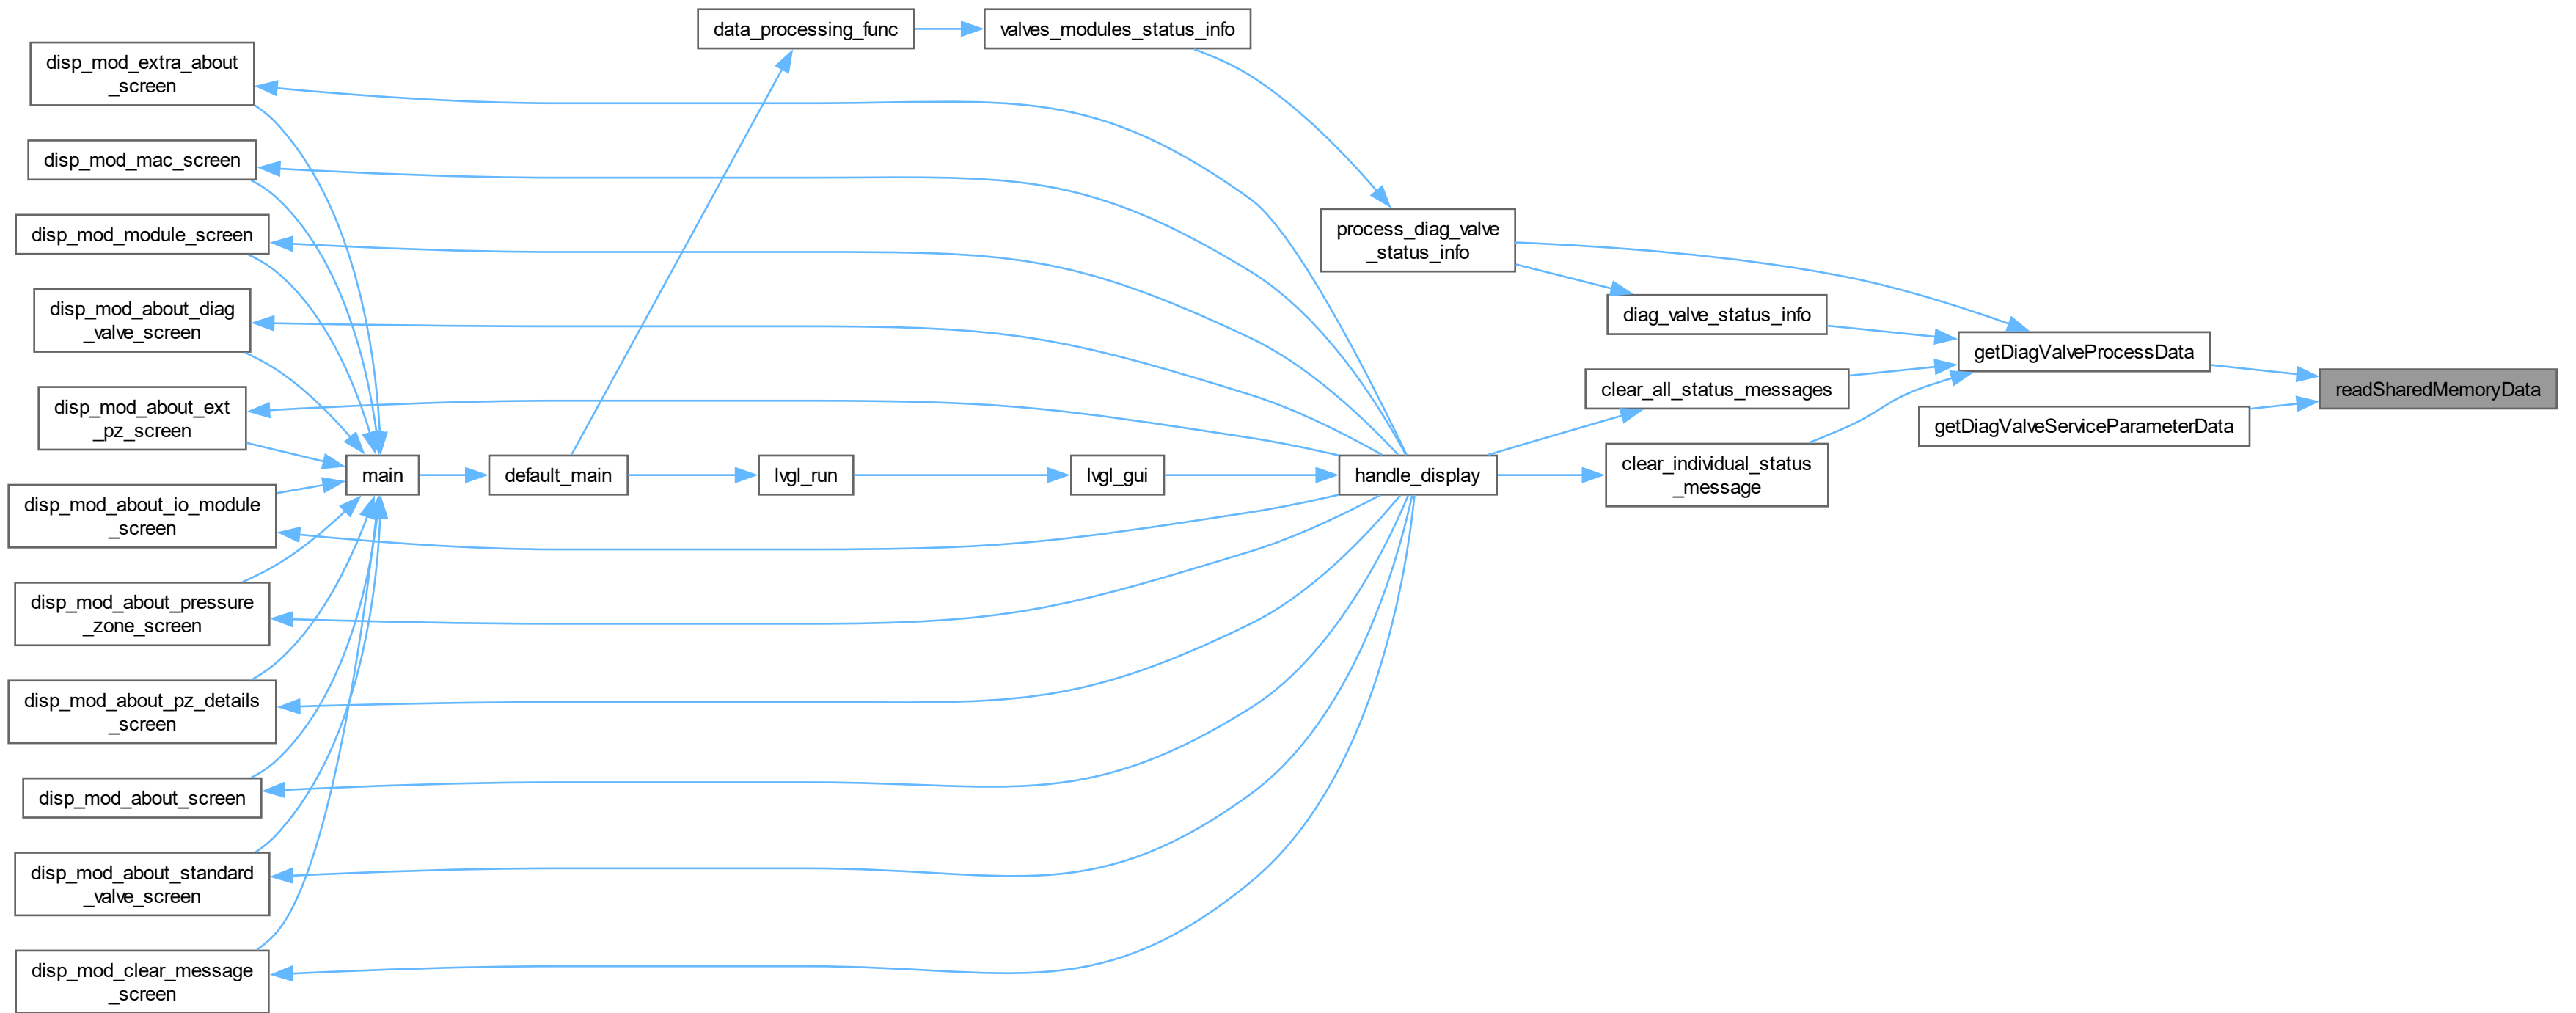 data_processing_func
valves_modules_status_info
disp_mod_extra_about
_screen
disp_mod_mac_screen
disp_mod_module_screen
process_diag_valve
_status_info
disp_mod_about_diag
_valve_screen
diag_valve_status_info
getDiagValveProcessData
readSharedMemoryData
clear_all_status_messages
disp_mod_about_ext
_pz_screen
getDiagValveServiceParameterData
main
default_main
lvgl_run
lvgl_gui
handle_display
clear_individual_status
_message
disp_mod_about_io_module
_screen
disp_mod_about_pressure
_zone_screen
disp_mod_about_pz_details
_screen
disp_mod_about_screen
disp_mod_about_standard
_valve_screen
disp_mod_clear_message
_screen